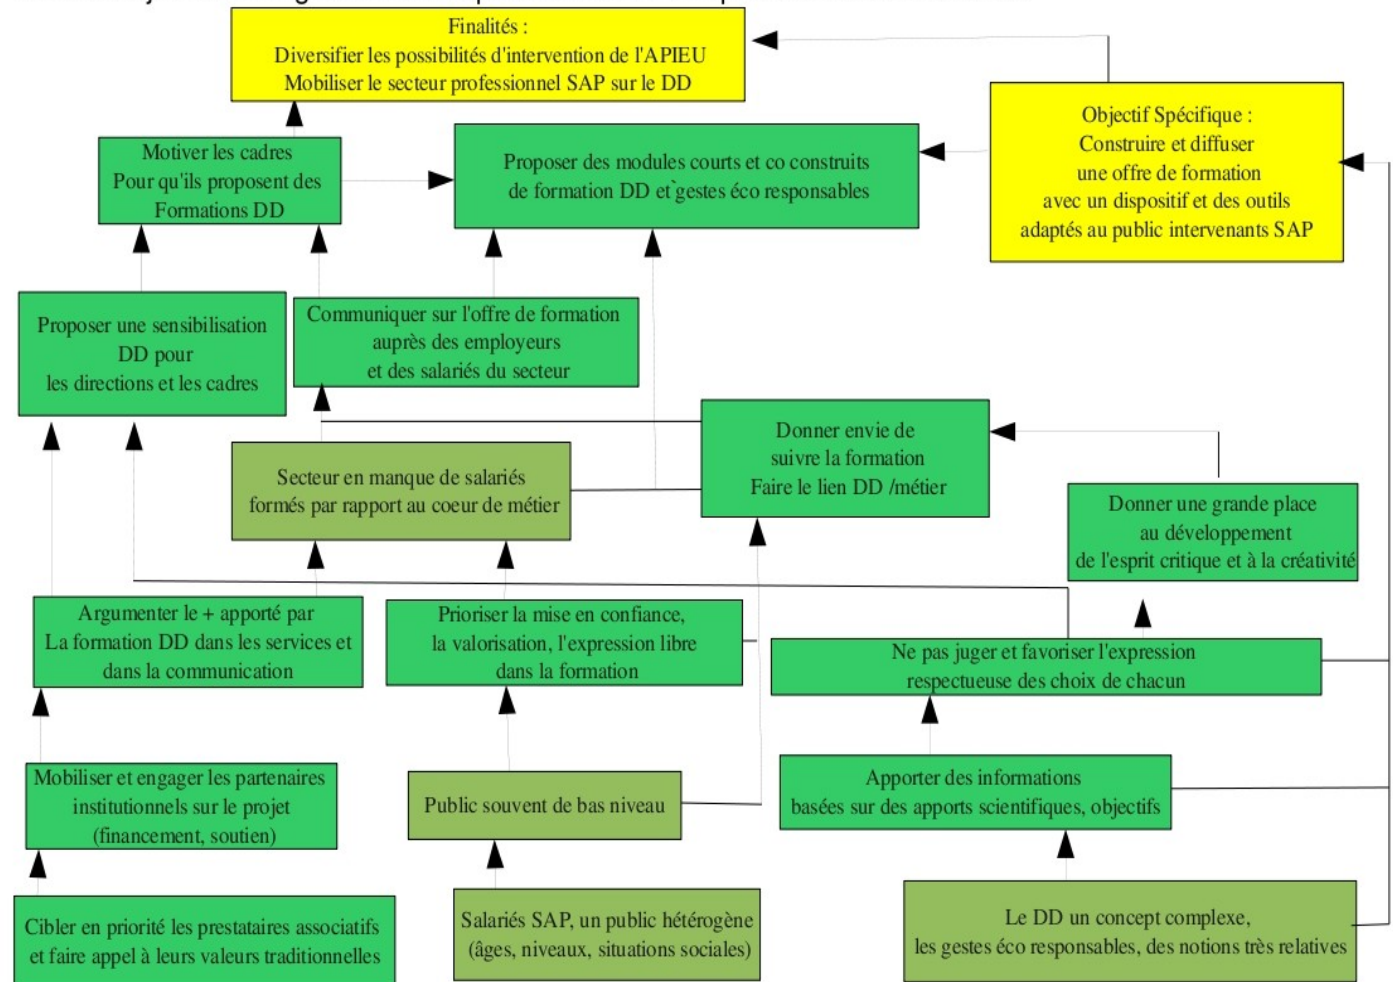 Finalités :
Diversifier les possibilités d'intervention de l'APIEU
Mobiliser le secteur professionnel SAP sur le DD
Objectif Spécifique :
Construire et diffuser
une offre de formation
avec un dispositif et des outils
adaptés au public intervenants SAP
Motiver les cadres
Pour qu'ils proposent des
Formations DD
Proposer des modules courts et co construits
de formation DD et`gestes éco responsables
Proposer une sensibilisation
DD pour
les directions et les cadres
Communiquer sur l'offre de formation
auprès des employeurs
et des salariés du secteur
Donner envie de
suivre la formation
Faire le lien DD /métier
Secteur en manque de salariés
formés par rapport au coeur de métier
Donner une grande place
au développement
de l'esprit critique et à la créativité
Argumenter le + apporté par
La formation DD dans les services et
dans la communication
Prioriser la mise en confiance,
la valorisation, l'expression libre
dans la formation
Ne pas juger et favoriser l'expression
respectueuse des choix de chacun
Mobiliser et engager les partenaires
institutionnels sur le projet
(financement, soutien)
Public souvent de bas niveau
Apporter des informations
basées sur des apports scientifiques, objectifs
Cibler en priorité les prestataires associatifs
et faire appel à leurs valeurs traditionnelles
Salariés SAP, un public hétérogène
(âges, niveaux, situations sociales)
Le DD un concept complexe,
les gestes éco responsables, des notions très relatives